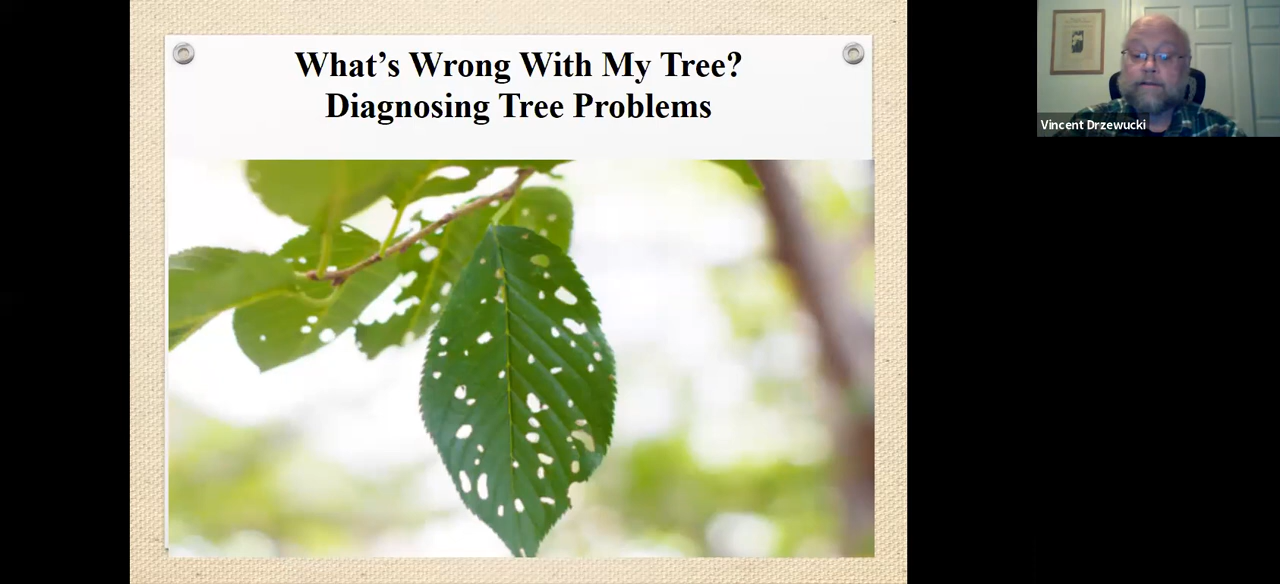 What’s Wrong With My Tree?
Diagnosing Tree Problems
Vincent Drzewucki